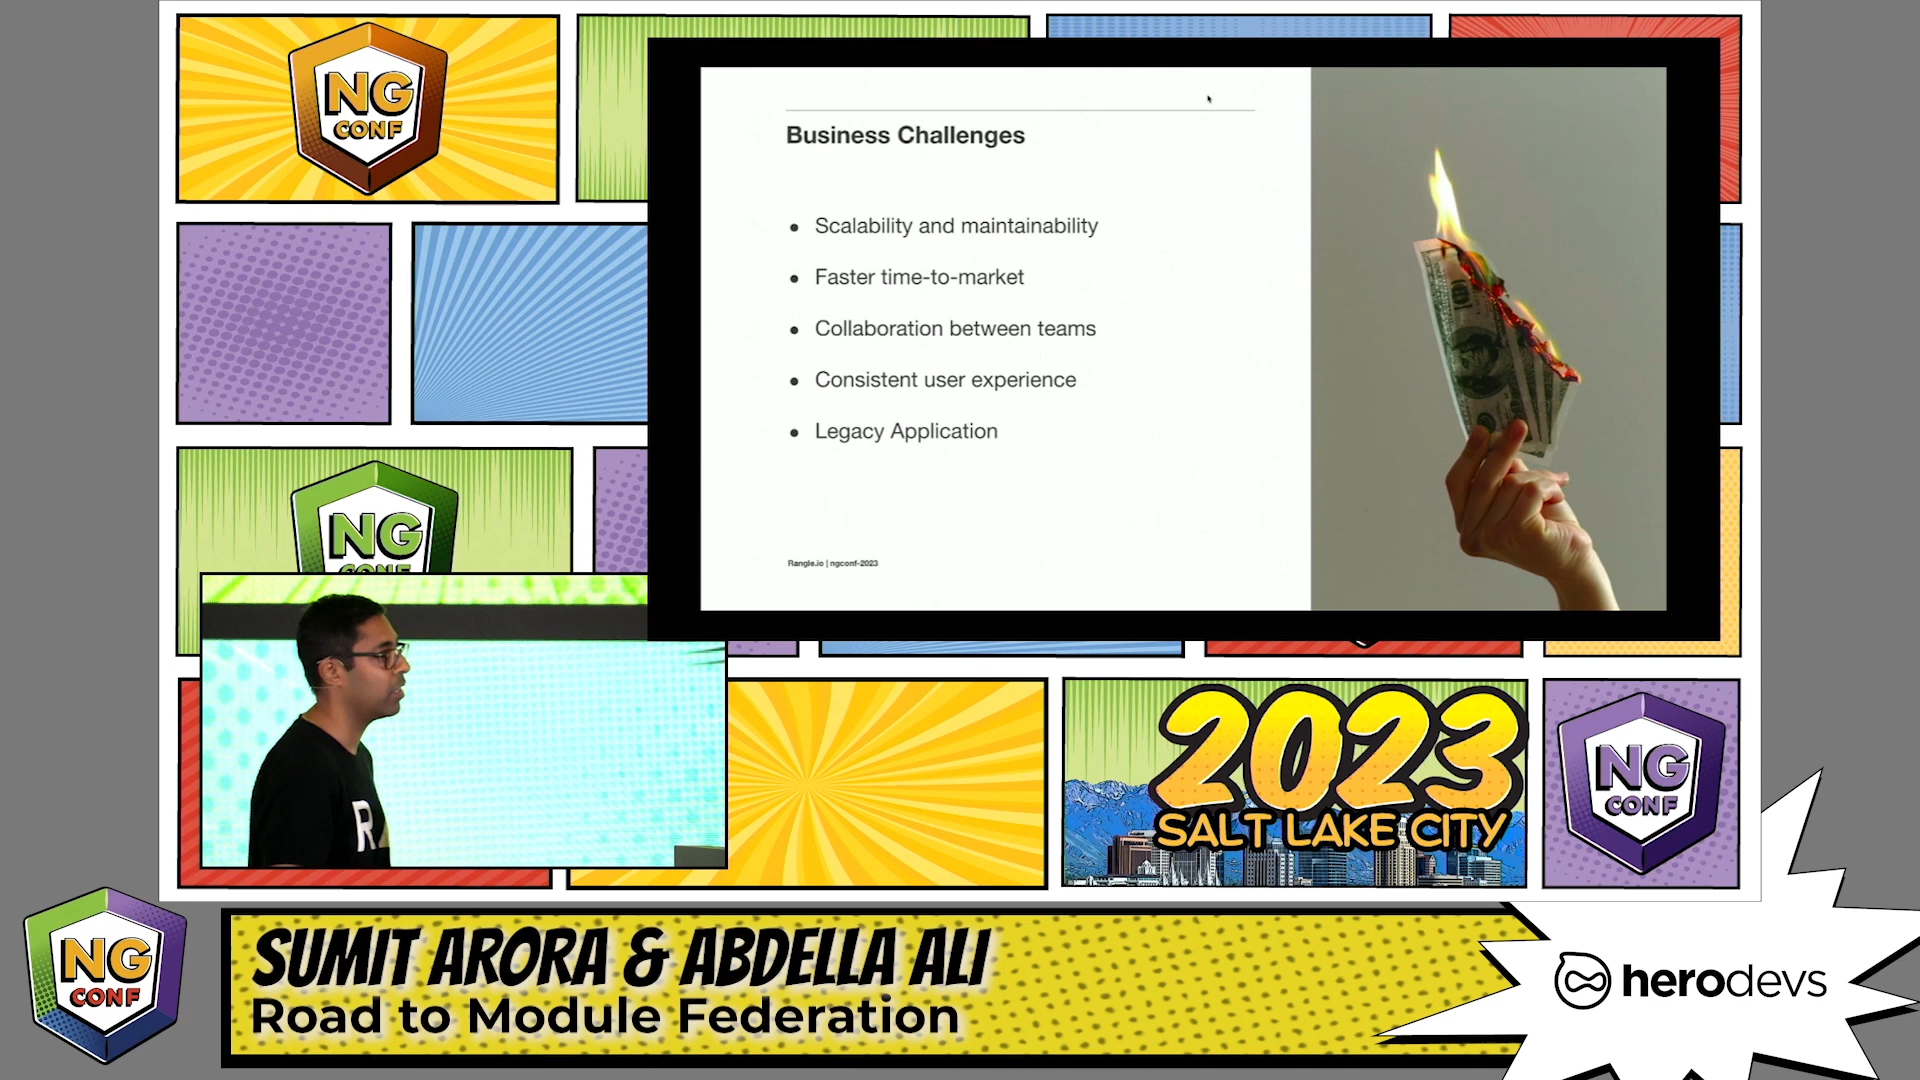 NG
CONF
Business Challenges
Scalability and maintainability
Faster time-to-market
Collaboration between teams
Consistent user experience
Legacy Application
Rangle.io | ngconf-2023
NG
CONF
R
2023
SALT LAKE CITY
NG
CONF
NG
CONF
SUMIT ARORA & ABDELLA ALI
Road to Module Federation
herodevs